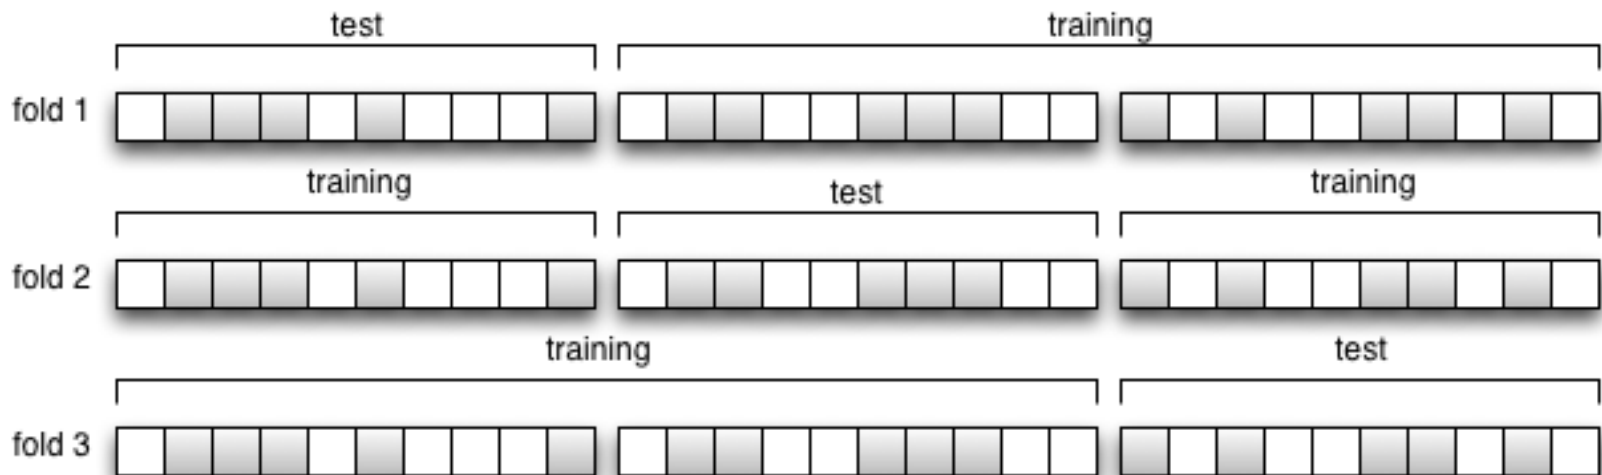 test training
fold 1
training test training
fold 2
training test
fold 3